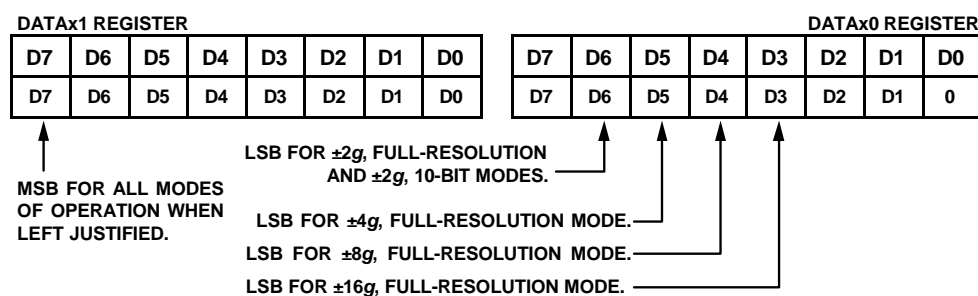 DATAx1 REGISTER
DATAx0 REGISTER
D7 D6 D5 D4 D3 D2 D1 D0 D7 D6 D5 D4 D3 D2 D1 D0
D7 D6 D5 D4 D3 D2 D1 D0 D7 D6 D5 D4 D3 D2 D1 0
MSB FOR ALL MODES
OF OPERATION WHEN
LEFT JUSTIFIED.
LSB FOR ±2g, FULL-RESOLUTION
AND ±2g, 10-BIT MODES.
LSB FOR ±4g, FULL-RESOLUTION MODE.
LSB FOR ±8g, FULL-RESOLUTION MODE.
LSB FOR ±16g, FULL-RESOLUTION MODE.